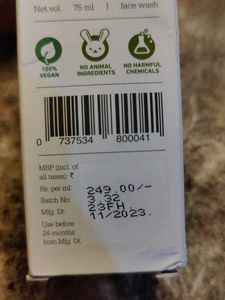 Net vol. 75 ml | face wash
100% VEGAN
NO ANIMAL INGREDIENTS
NO HARMFUL CHEMICALS
0 737534 800041
MRP (incl. of
all taxes): ₹ 249.00/-
Rs. per ml: 3.32
Batch No: 23FH
Mfg. Dt: 11/2023.
Use before
24 months
from Mfg. Dt.